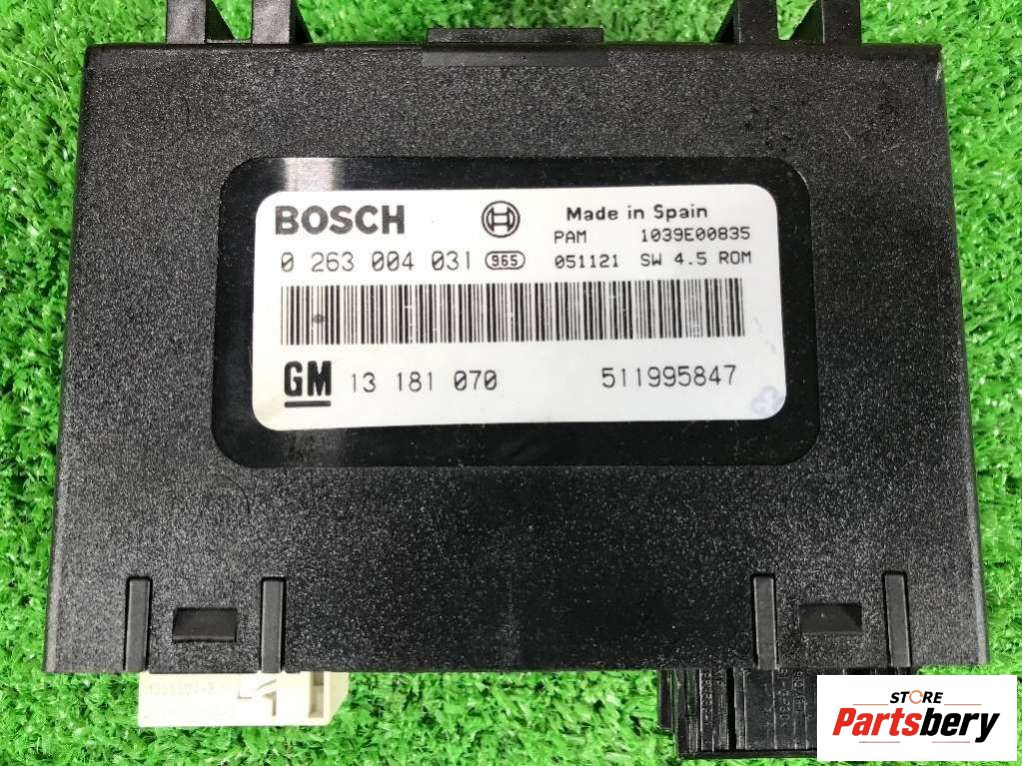 BOSCH
Made in Spain
PAM 1039E00835
0 263 004 031 965 051121 SW 4.5 ROM
GM 13 181 070 511995847
STORE
Partsbery